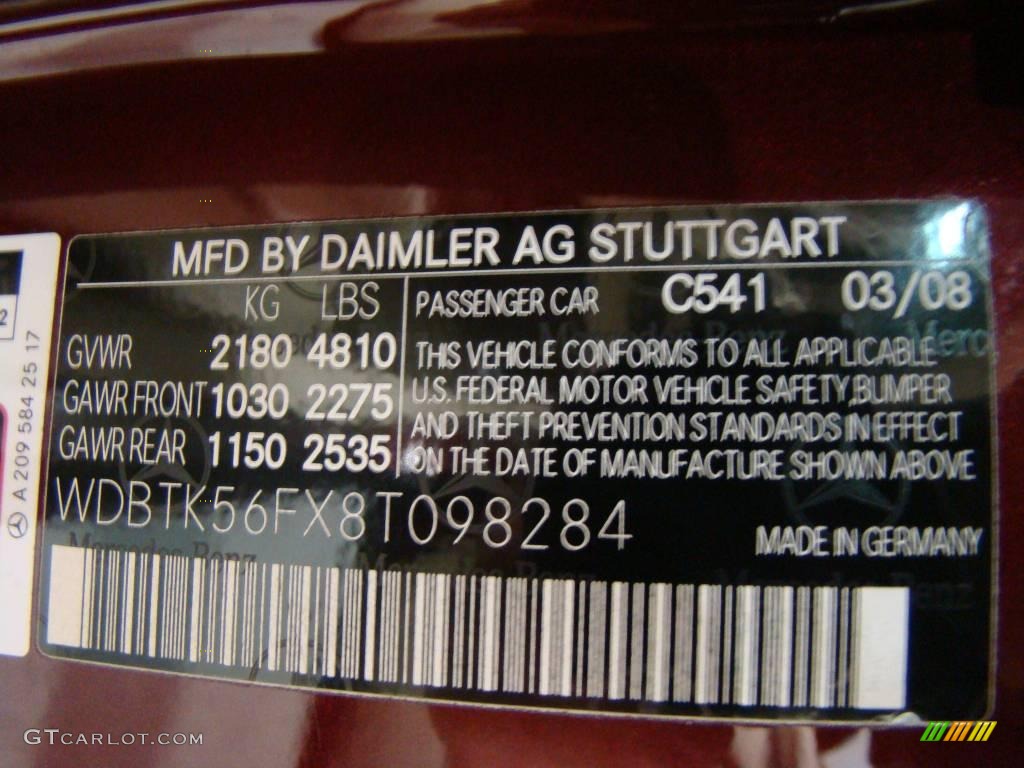 MFD BY DAIMLER AG STUTTGART
KG LBS
PASSENGER CAR C541 03/08
GVWR 2180 4810
GAWR FRONT 1030 2275
GAWR REAR 1150 2535
THIS VEHICLE CONFORMS TO ALL APPLICABLE
U.S. FEDERAL MOTOR VEHICLE SAFETY, BUMPER
AND THEFT PREVENTION STANDARDS IN EFFECT
ON THE DATE OF MANUFACTURE SHOWN ABOVE
WDBTK56FX8T098284
MADE IN GERMANY
A 209 584 25 17
2
Mercedes-Benz
GTCARLOT.COM